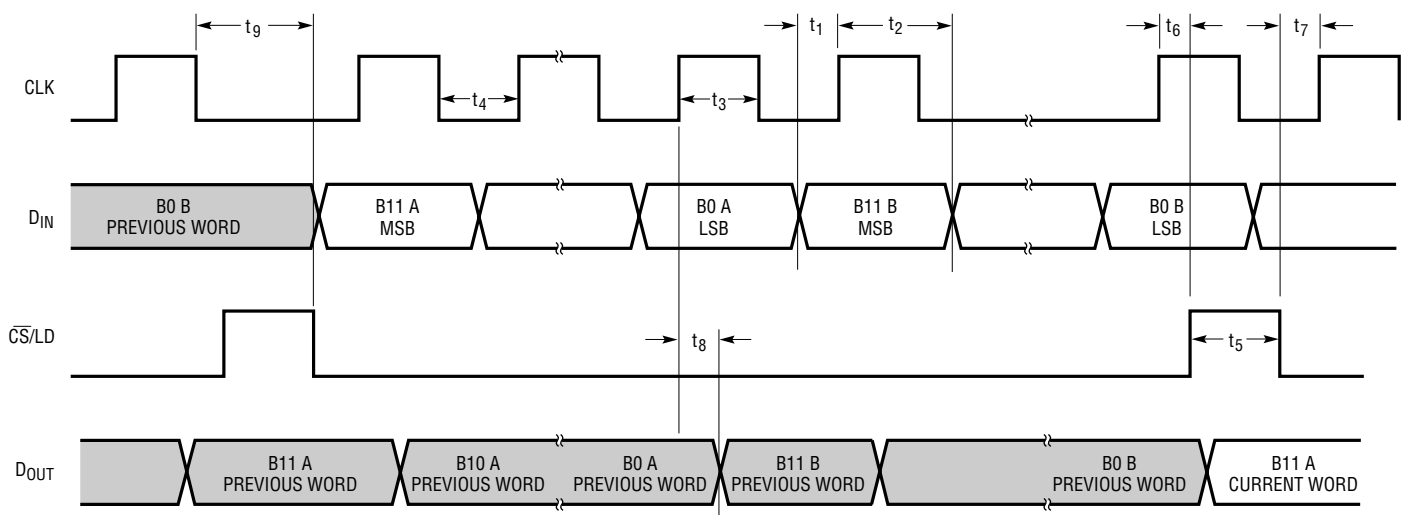 t9
t1
t2
t6
t7
CLK
t4
t3
DIN
B0 B
PREVIOUS WORD
B11 A
MSB
B0 A
LSB
B11 B
MSB
B0 B
LSB
C̅S̅/LD
t8
t5
DOUT
B11 A
PREVIOUS WORD
B10 A
PREVIOUS WORD
B0 A
PREVIOUS WORD
B11 B
PREVIOUS WORD
B0 B
PREVIOUS WORD
B11 A
CURRENT WORD